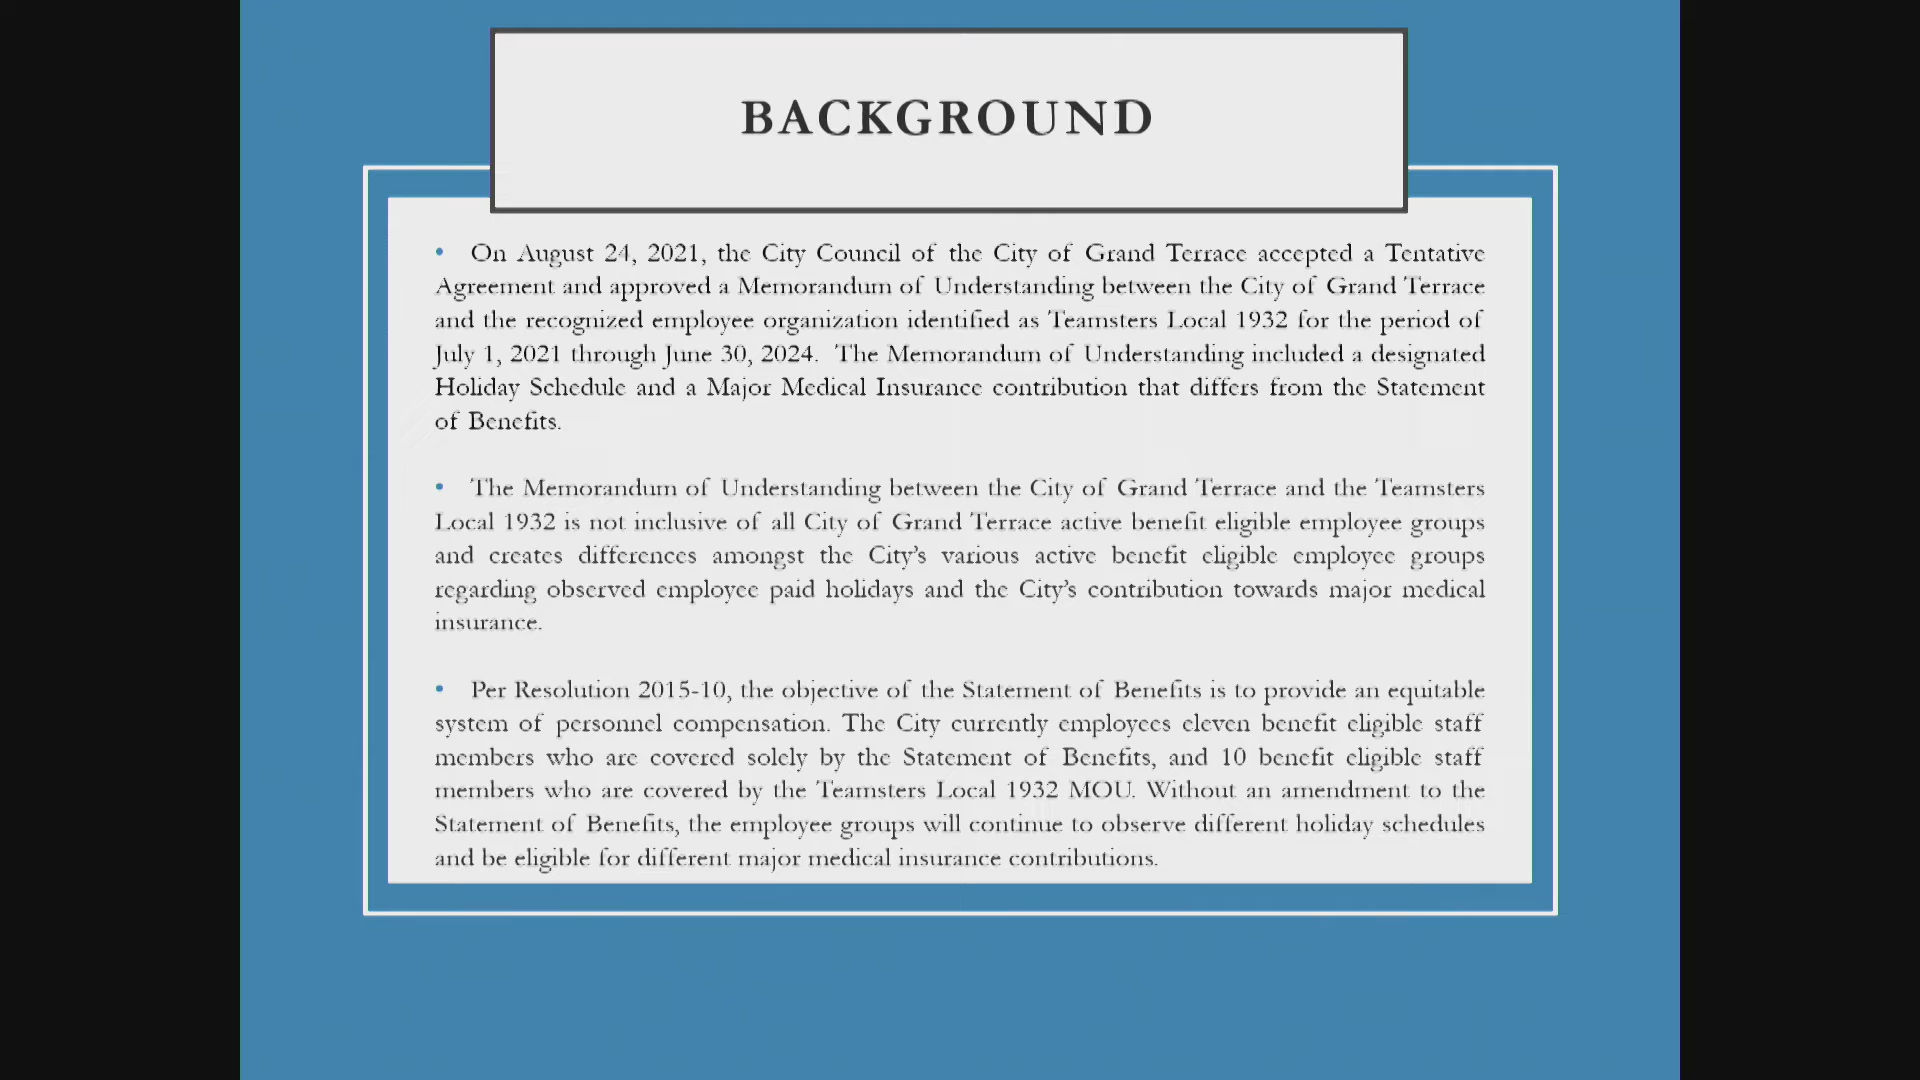 BACKGROUND
• On August 24, 2021, the City Council of the City of Grand Terrace accepted a Tentative
Agreement and approved a Memorandum of Understanding between the City of Grand Terrace
and the recognized employee organization identified as Teamsters Local 1932 for the period of
July 1, 2021 through June 30, 2024. The Memorandum of Understanding included a designated
Holiday Schedule and a Major Medical Insurance contribution that differs from the Statement
of Benefits.
• The Memorandum of Understanding between the City of Grand Terrace and the Teamsters
Local 1932 is not inclusive of all City of Grand Terrace active benefit eligible employee groups
and creates differences amongst the City’s various active benefit eligible employee groups
regarding observed employee paid holidays and the City’s contribution towards major medical
insurance.
• Per Resolution 2015-10, the objective of the Statement of Benefits is to provide an equitable
system of personnel compensation. The City currently employees eleven benefit eligible staff
members who are covered solely by the Statement of Benefits, and 10 benefit eligible staff
members who are covered by the Teamsters Local 1932 MOU. Without an amendment to the
Statement of Benefits, the employee groups will continue to observe different holiday schedules
and be eligible for different major medical insurance contributions.